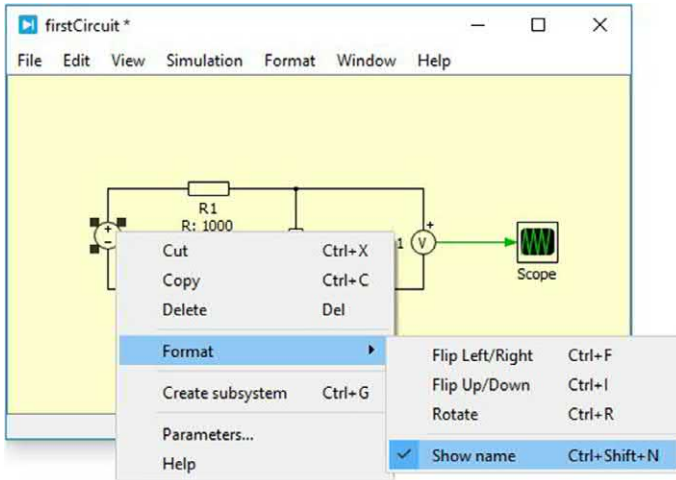 firstCircuit *
File Edit View Simulation Format Window Help
R1
R: 1000
+
-
+
1
V
Scope
Cut Ctrl+X
Copy Ctrl+C
Delete Del
Format
Create subsystem Ctrl+G
Parameters...
Help
Flip Left/Right Ctrl+F
Flip Up/Down Ctrl+I
Rotate Ctrl+R
Show name Ctrl+Shift+N